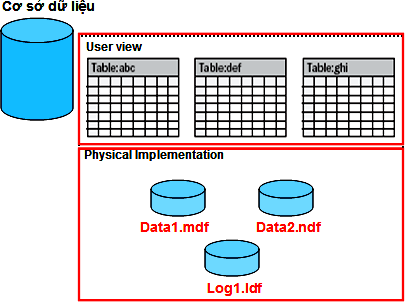 Cơ sở dữ liệu
User view
Table:abc
Table:def
Table:ghi
Physical Implementation
Data1.mdf
Data2.ndf
Log1.ldf